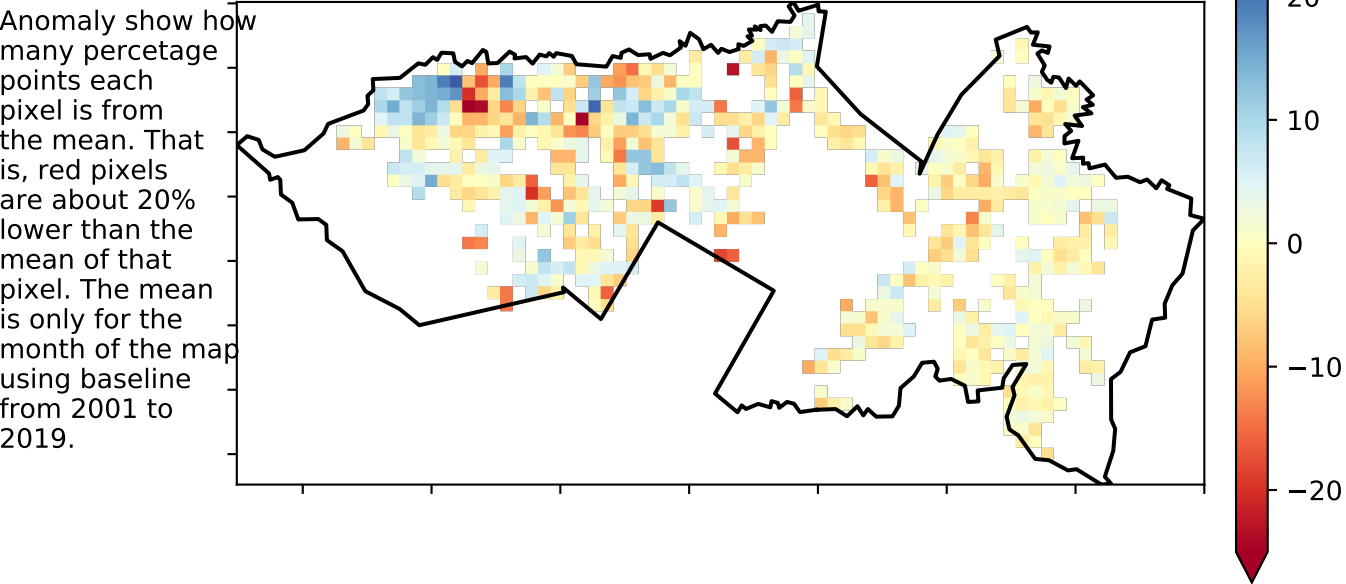 Anomaly show how
many percetage
points each
pixel is from
the mean. That
is, red pixels
are about 20%
lower than the
mean of that
pixel. The mean
is only for the
month of the map
using baseline
from 2001 to
2019.
20
10
0
−10
−20